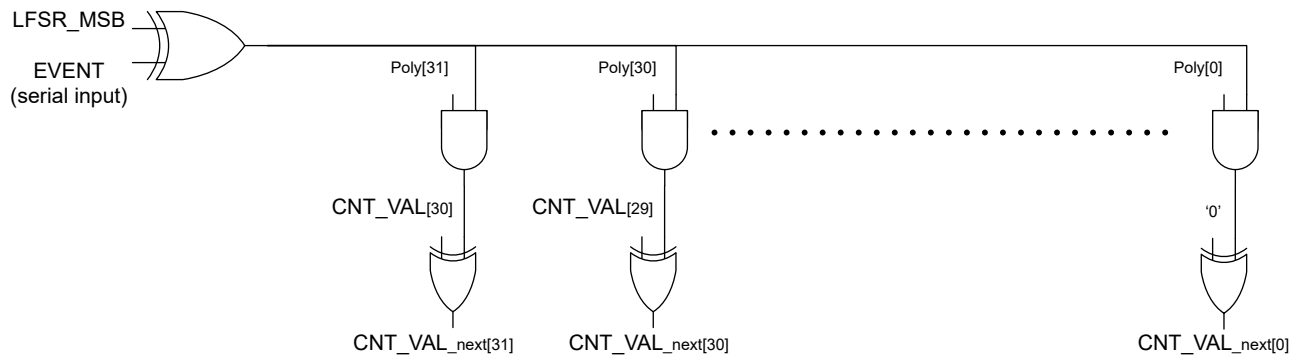 LFSR_MSB
EVENT
(serial input)
Poly[31]
Poly[30]
Poly[0]
CNT_VAL[30]
CNT_VAL[29]
‘0’
CNT_VAL_next[31]
CNT_VAL_next[30]
CNT_VAL_next[0]